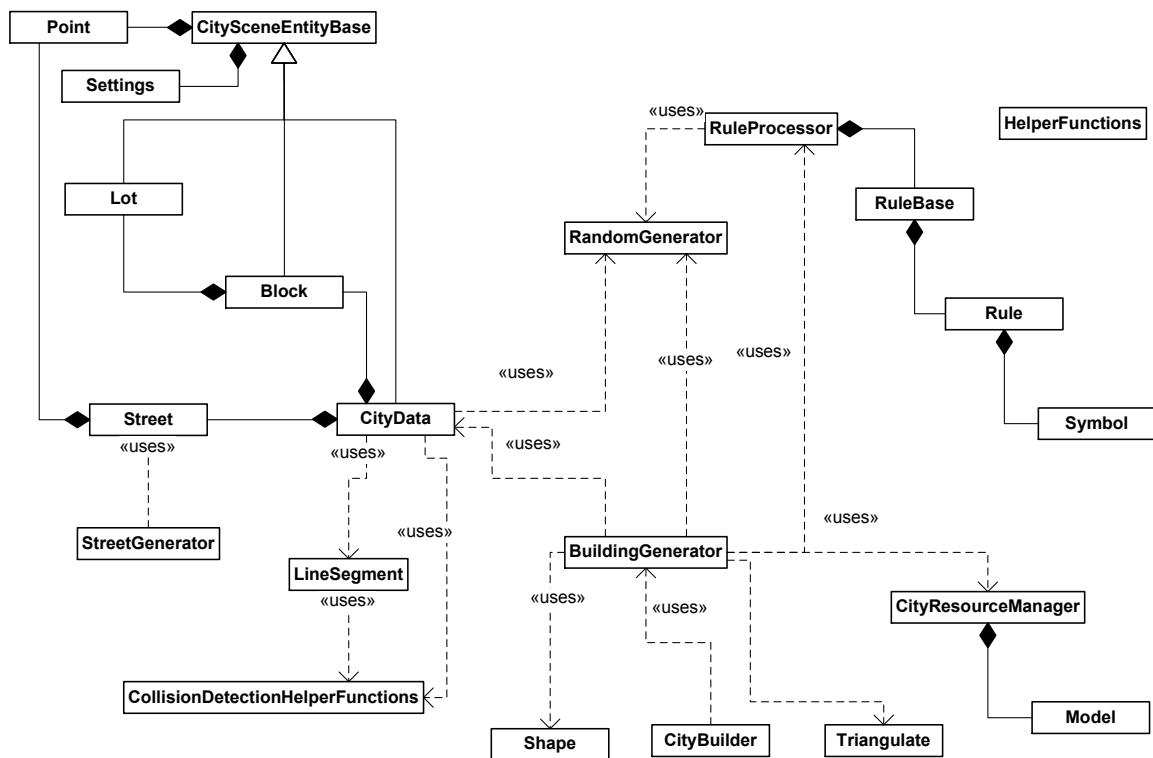 Point
CitySceneEntityBase
Settings
«uses»
RuleProcessor
HelperFunctions
Lot
RuleBase
RandomGenerator
Block
Rule
«uses»
«uses»
«uses»
Street
CityData
Symbol
«uses»
«uses»
«uses»
«uses»
«uses»
StreetGenerator
BuildingGenerator
LineSegment
«uses»
«uses»
«uses»
CityResourceManager
CollisionDetectionHelperFunctions
Shape
CityBuilder
Triangulate
Model